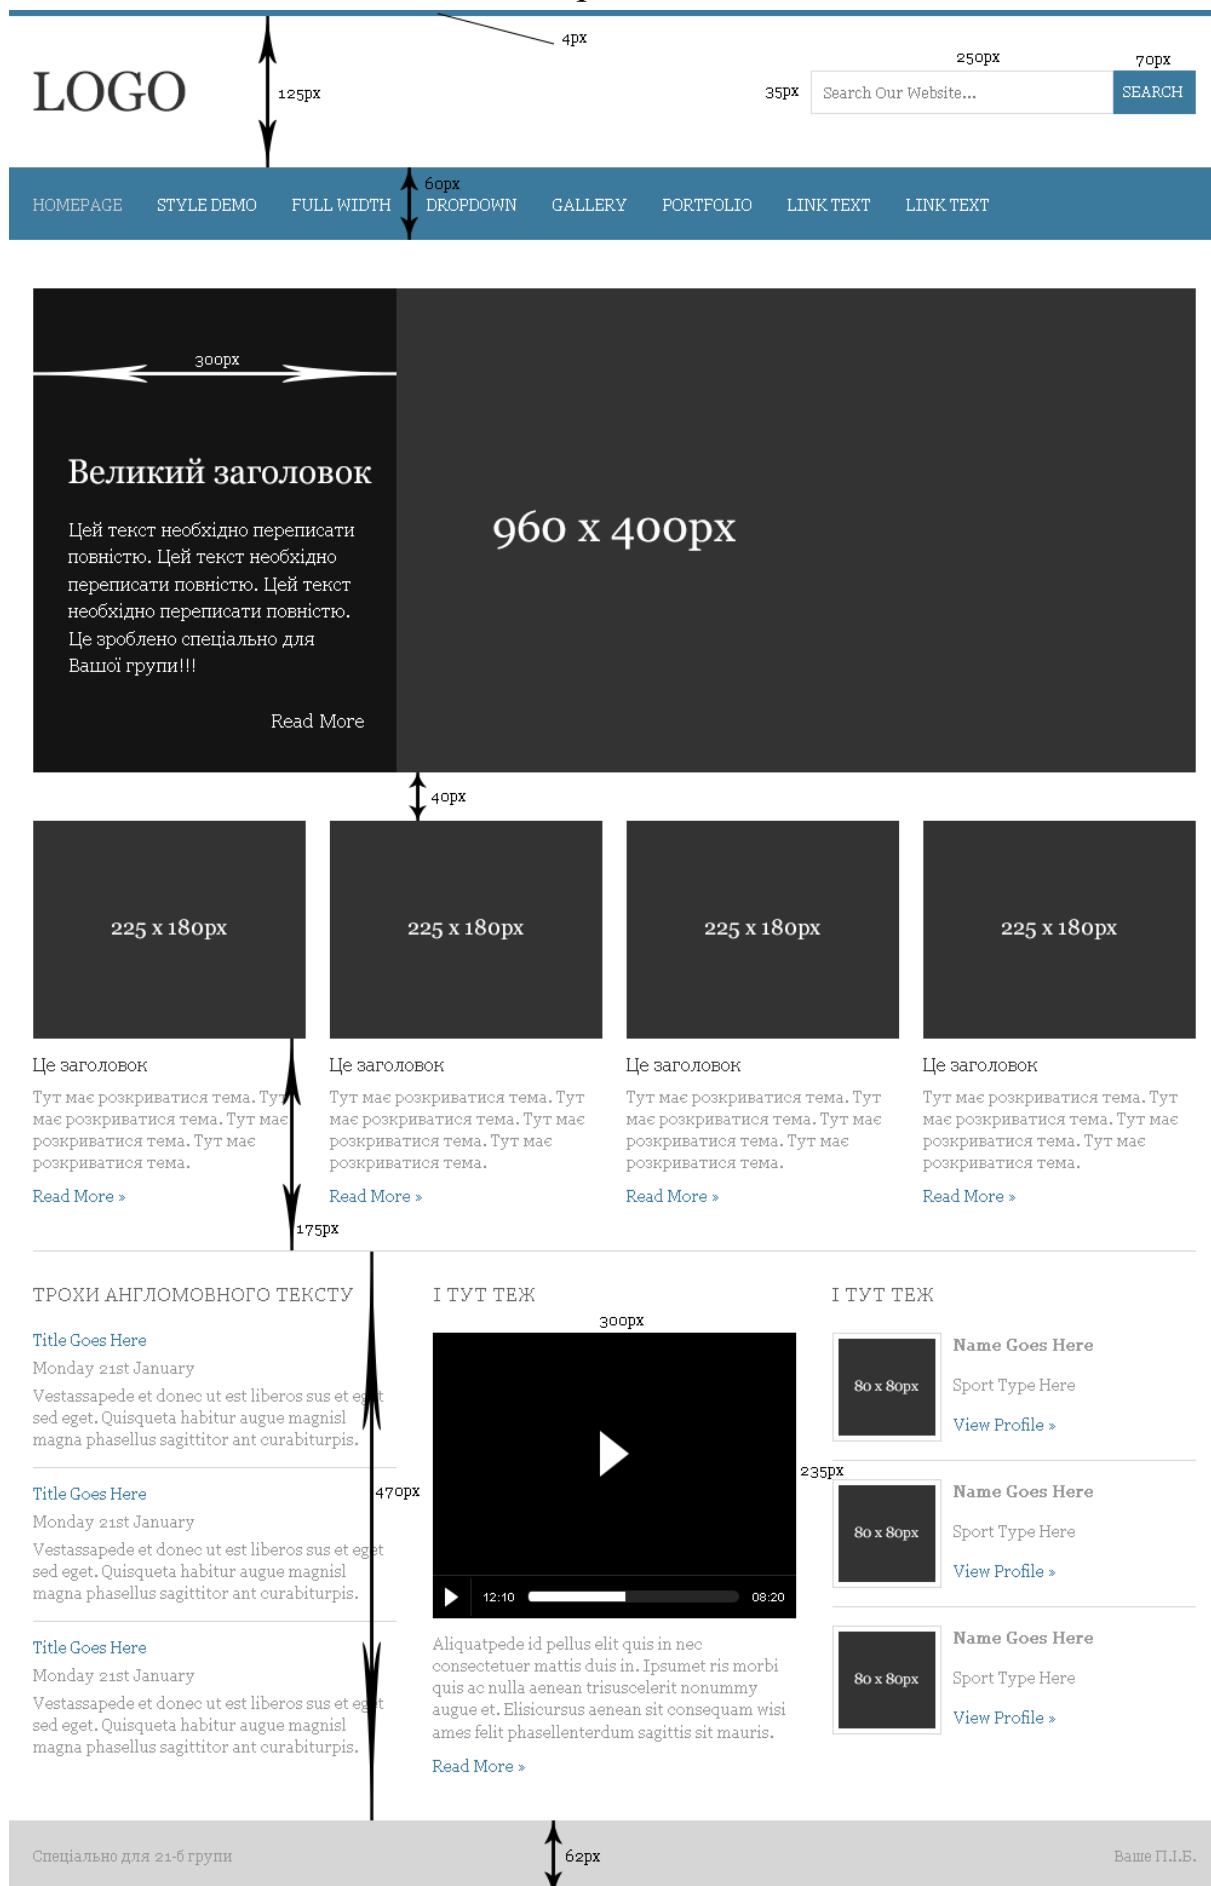 4px
250px
70px
LOGO
125px
35px
Search Our Website...
SEARCH
60px
HOMEPAGE STYLE DEMO FULL WIDTH DROPDOWN GALLERY PORTFOLIO LINK TEXT LINK TEXT
300px
Великий заголовок
Цей текст необхідно переписати
повністю. Цей текст необхідно
переписати повністю. Цей текст
необхідно переписати повністю.
Це зроблено спеціально для
Вашої групи!!!
Read More
960 x 400px
40px
225 x 180px
225 x 180px
225 x 180px
225 x 180px
Це заголовок
Тут має розкриватися тема. Тут
має розкриватися тема. Тут має
розкриватися тема. Тут має
розкриватися тема.
Read More »
Це заголовок
Тут має розкриватися тема. Тут
має розкриватися тема. Тут має
розкриватися тема. Тут має
розкриватися тема.
Read More »
Це заголовок
Тут має розкриватися тема. Тут
має розкриватися тема. Тут має
розкриватися тема. Тут має
розкриватися тема.
Read More »
Це заголовок
Тут має розкриватися тема. Тут
має розкриватися тема. Тут має
розкриватися тема. Тут має
розкриватися тема.
Read More »
175px
ТРОХИ АНГЛОМОВНОГО ТЕКСТУ
Title Goes Here
Monday 21st January
Vestassapede et donec ut est liberos sus et eget
sed eget. Quisqueta habitur augue magnisl
magna phasellus sagittitor ant curabiturpis.
Title Goes Here
Monday 21st January
Vestassapede et donec ut est liberos sus et eget
sed eget. Quisqueta habitur augue magnisl
magna phasellus sagittitor ant curabiturpis.
Title Goes Here
Monday 21st January
Vestassapede et donec ut est liberos sus et eget
sed eget. Quisqueta habitur augue magnisl
magna phasellus sagittitor ant curabiturpis.
470px
І ТУТ ТЕЖ
300px
235px
12:10
08:20
Aliquatpede id pellus elit quis in nec
consectetuer mattis duis in. Ipsumet ris morbi
quis ac nulla aenean trisuscelerit nonummy
augue et. Elisicursus aenean sit consequam wisi
ames felit phasellenterdum sagittis sit mauris.
Read More »
І ТУТ ТЕЖ
80 x 80px
Name Goes Here
Sport Type Here
View Profile »
80 x 80px
Name Goes Here
Sport Type Here
View Profile »
80 x 80px
Name Goes Here
Sport Type Here
View Profile »
Спеціально для 21-б групи
62px
Ваше П.І.Б.